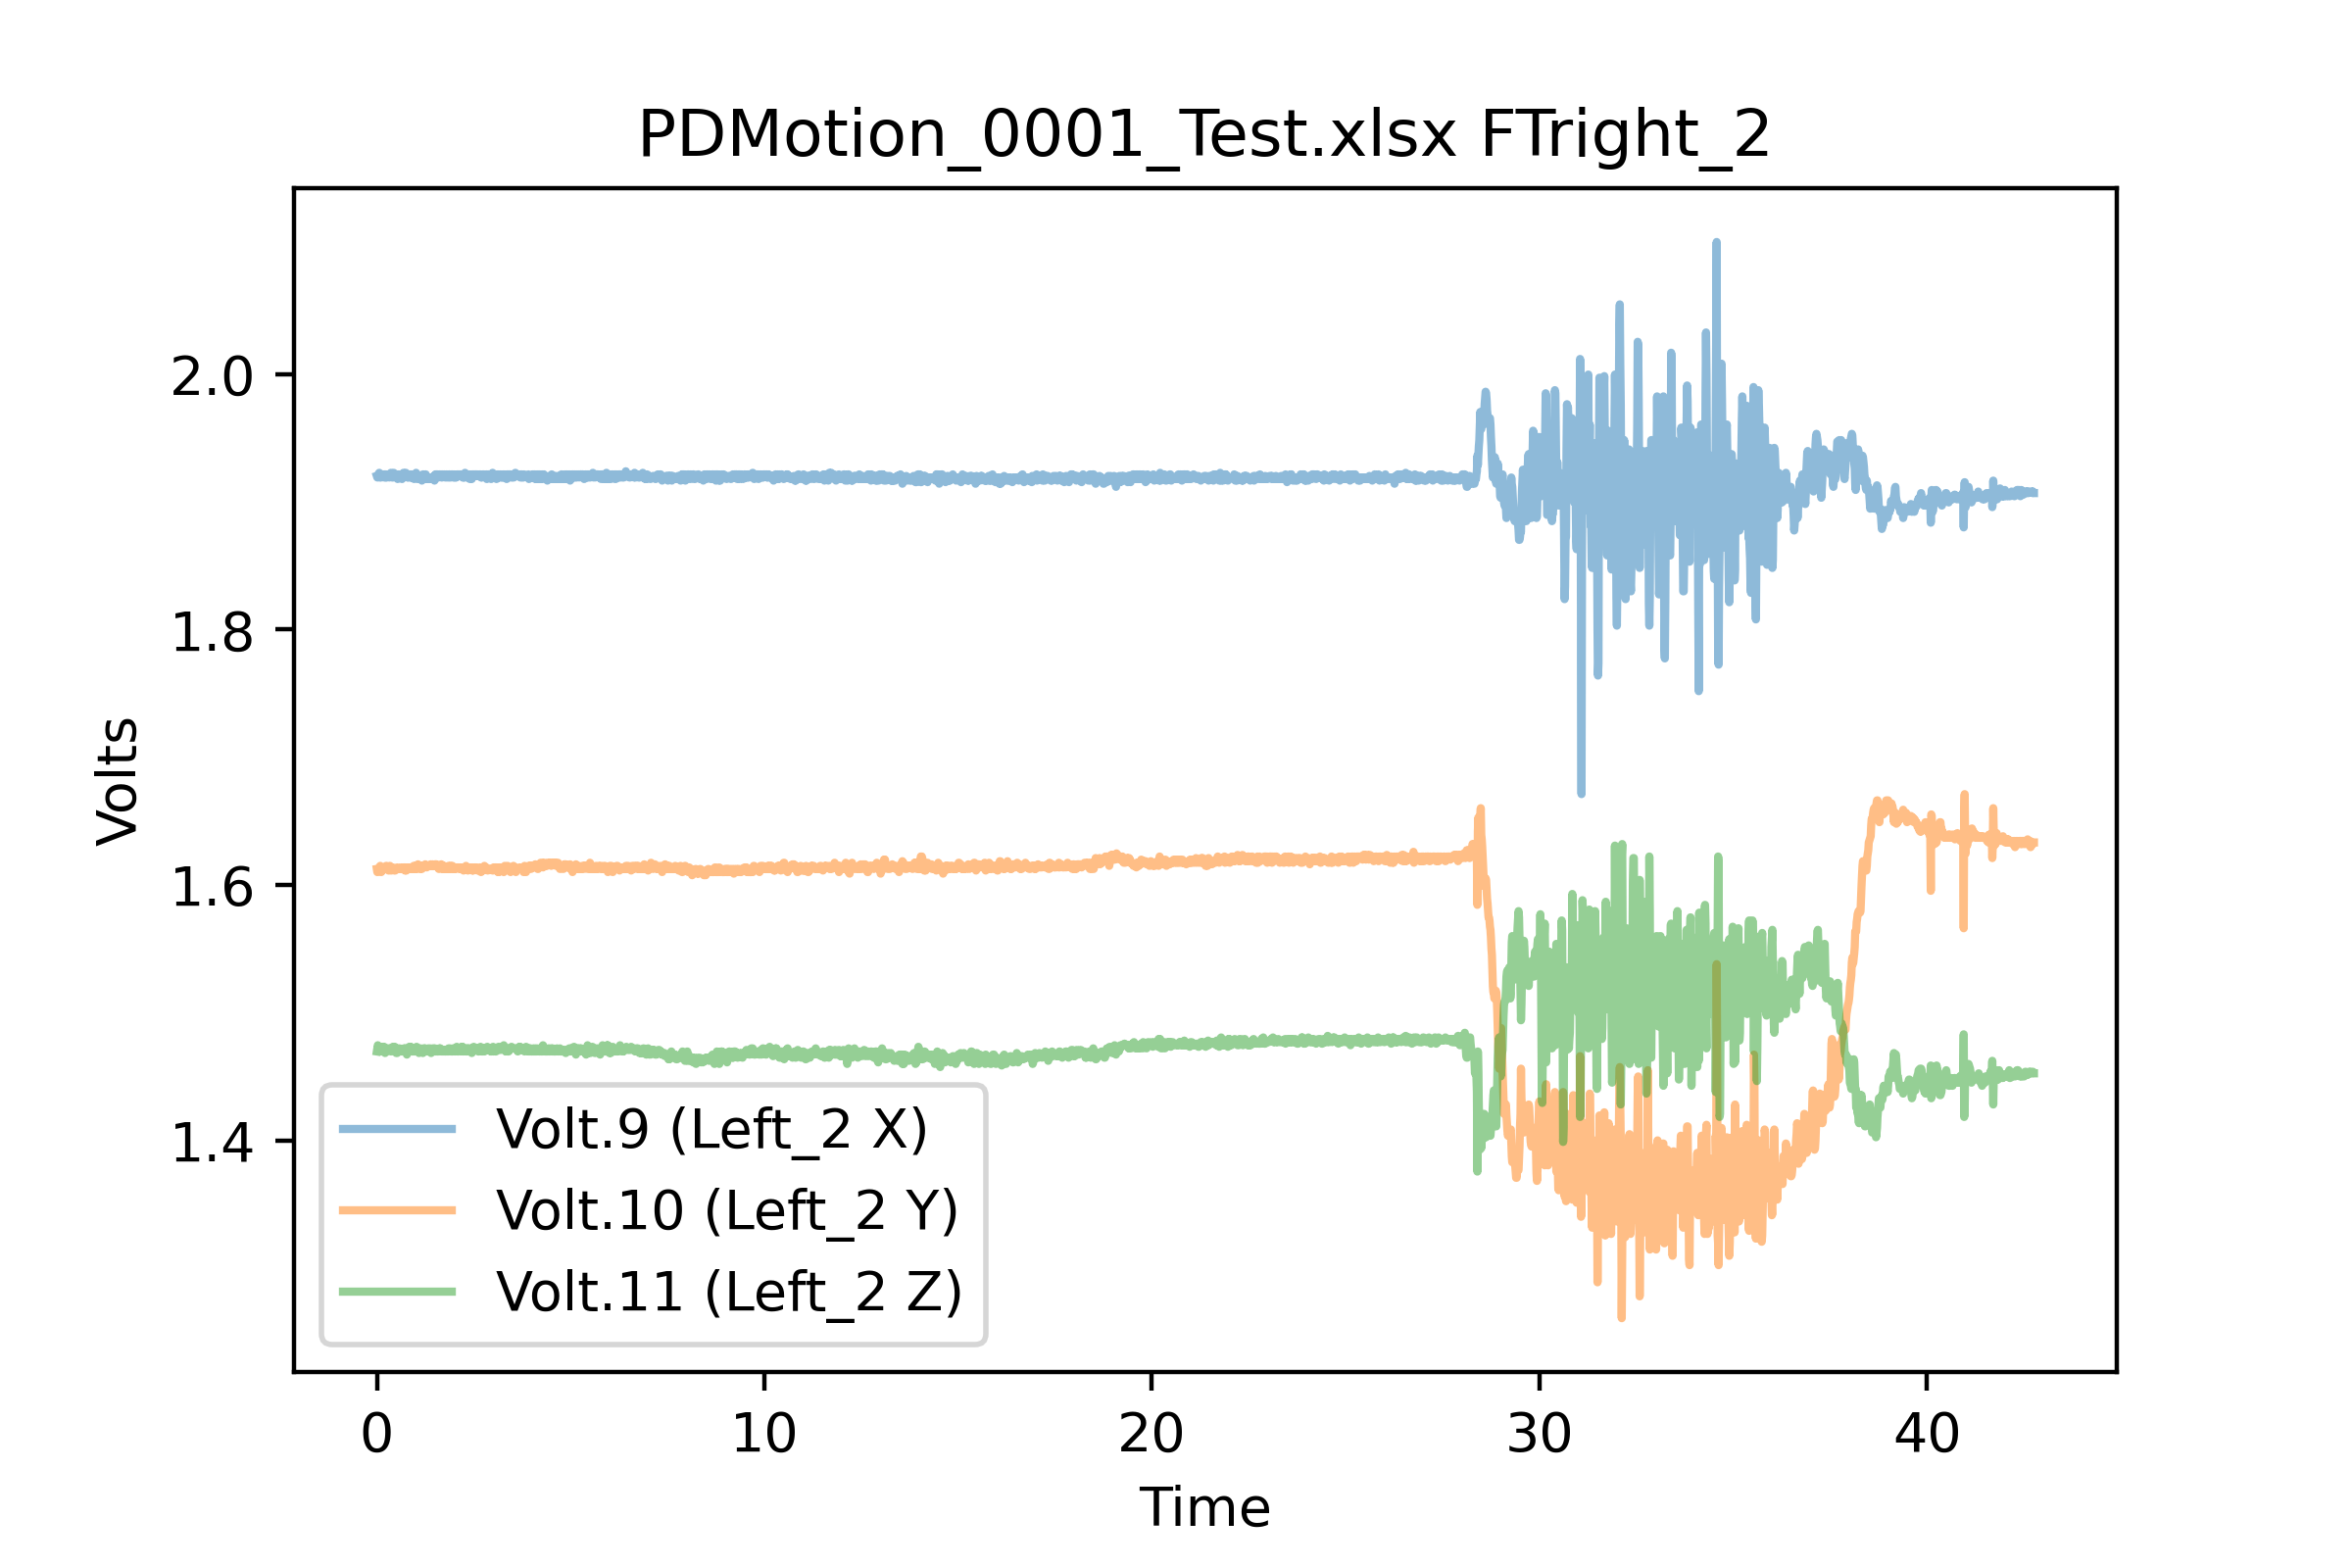 PDMotion_0001_Test.xlsx FTright_2
Volts
2.0
1.8
1.6
1.4
Volt.9 (Left_2 X)
Volt.10 (Left_2 Y)
Volt.11 (Left_2 Z)
0 10 20 30 40
Time